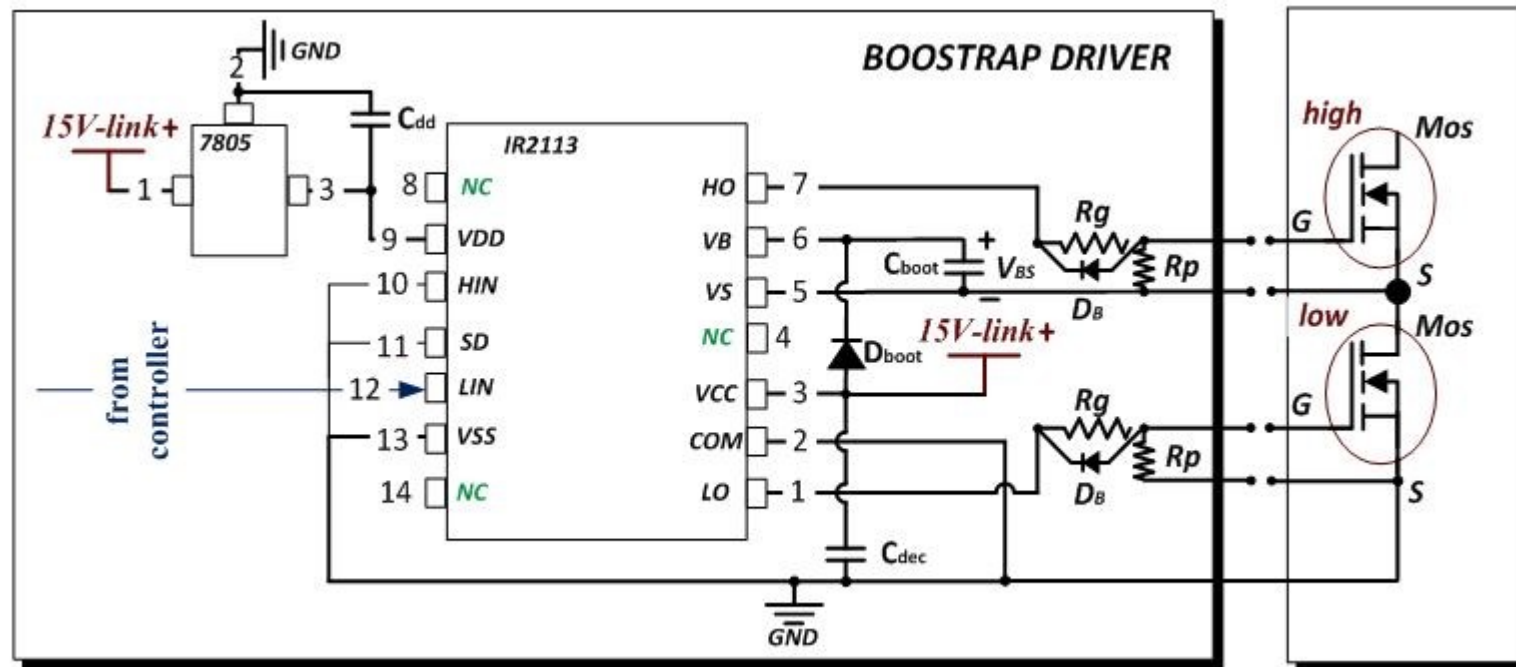 BOOSTRAP DRIVER
GND
2
15V-link+
7805
1
3
Cdd
IR2113
8 NC
9 VDD
10 HIN
11 SD
12 LIN
13 VSS
14 NC
from
controller
HO 7
VB 6
VS 5
NC 4
VCC 3
COM 2
LO 1
Cboot
+
VBS
–
Dboot
15V-link+
Cdec
GND
Rg
Rp
DB
Rg
Rp
DB
high
Mos
G
S
low
Mos
G
S